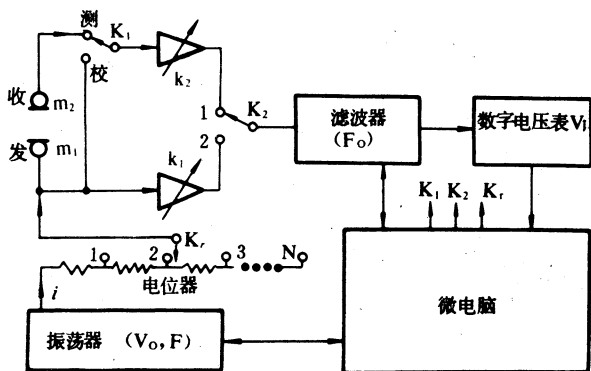 测 K₁
校
k₂
收 m₂
发 m₁
1 K₂
2
k₁
滤波器
(F₀)
数字电压表Vᵢ
K₁ K₂ Kᵣ
Kᵣ
1 2 3 N
电位器
i
振荡器 (V₀,F)
微电脑